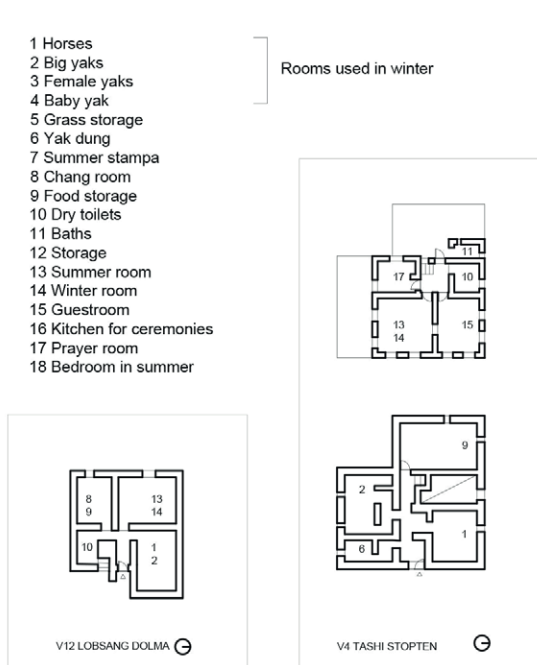 1 Horses
2 Big yaks
3 Female yaks
4 Baby yak
Rooms used in winter
5 Grass storage
6 Yak dung
7 Summer stampa
8 Chang room
9 Food storage
10 Dry toilets
11 Baths
12 Storage
13 Summer room
14 Winter room
15 Guestroom
16 Kitchen for ceremonies
17 Prayer room
18 Bedroom in summer
11
17
10
13
14
15
9
2
6
1
V4 TASHI STOPTEN
8
9
13
14
10
1
2
V12 LOBSANG DOLMA